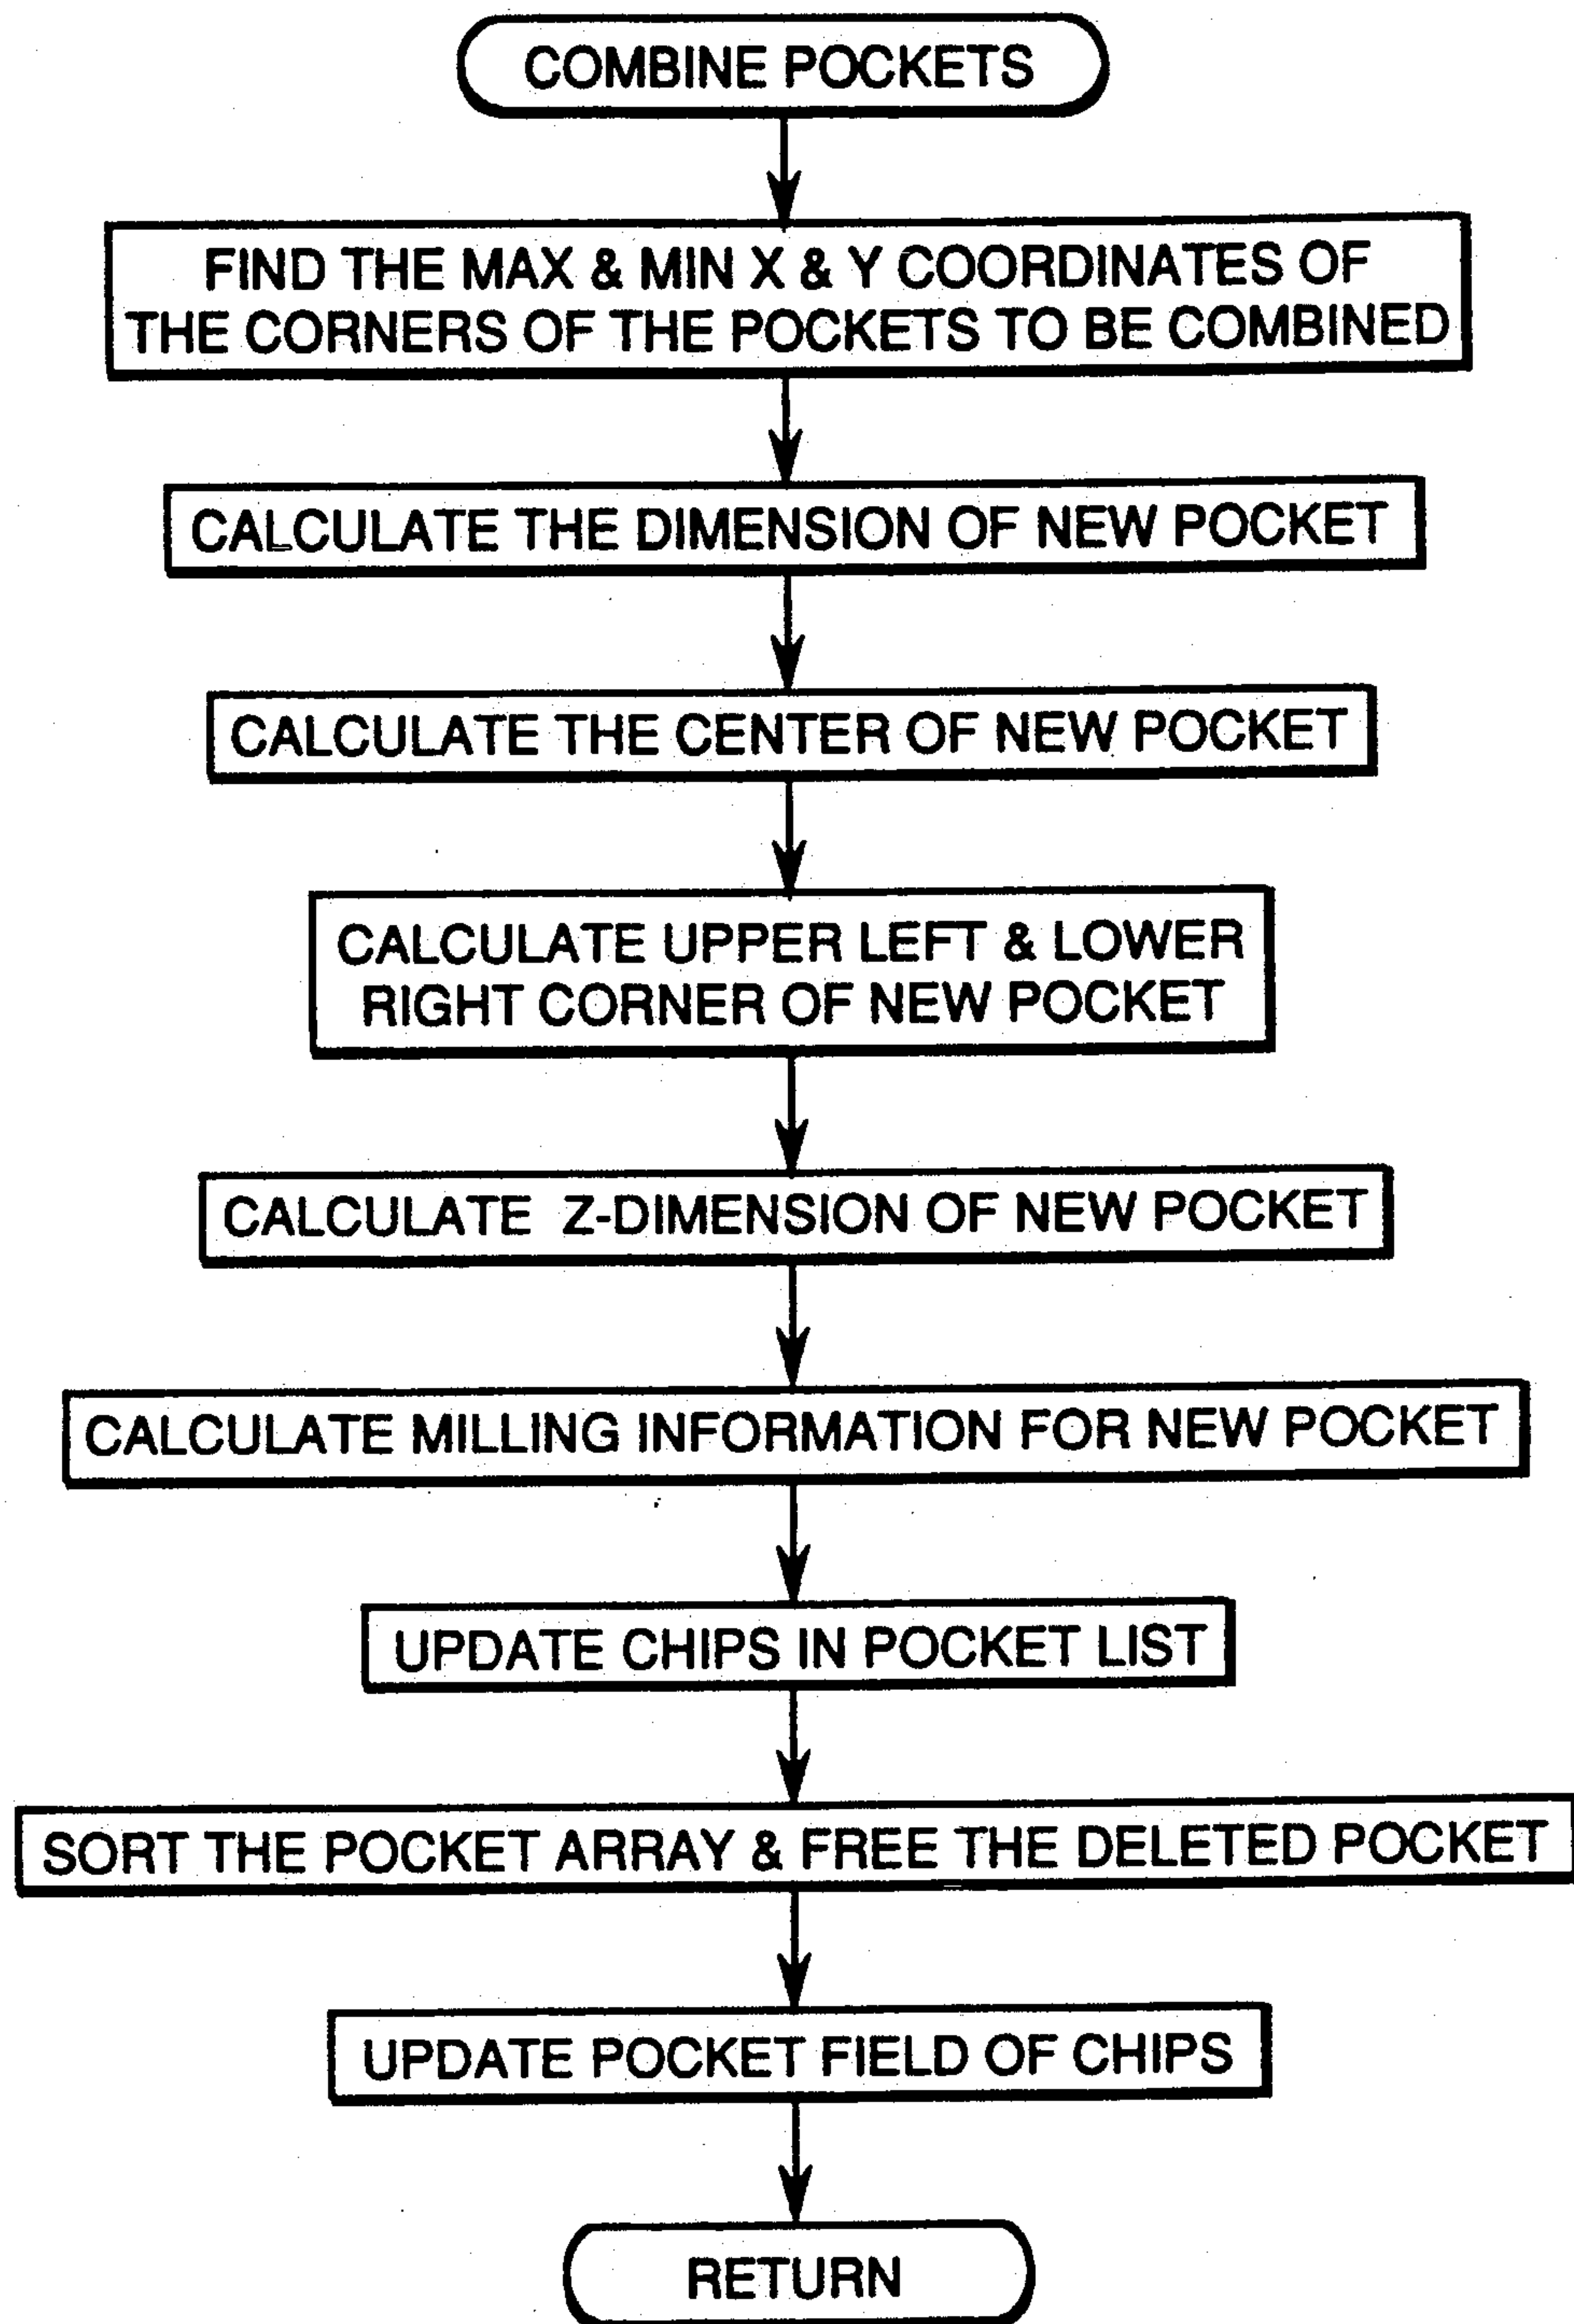 COMBINE POCKETS
FIND THE MAX & MIN X & Y COORDINATES OF
THE CORNERS OF THE POCKETS TO BE COMBINED
CALCULATE THE DIMENSION OF NEW POCKET
CALCULATE THE CENTER OF NEW POCKET
CALCULATE UPPER LEFT & LOWER
RIGHT CORNER OF NEW POCKET
CALCULATE Z-DIMENSION OF NEW POCKET
CALCULATE MILLING INFORMATION FOR NEW POCKET
UPDATE CHIPS IN POCKET LIST
SORT THE POCKET ARRAY & FREE THE DELETED POCKET
UPDATE POCKET FIELD OF CHIPS
RETURN